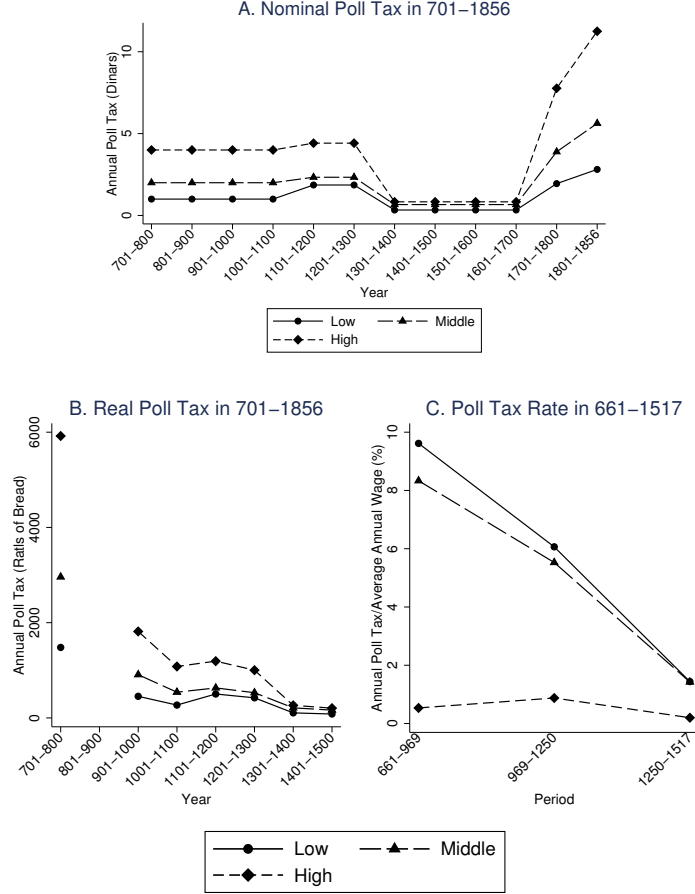 A. Nominal Poll Tax in 701–1856
Annual Poll Tax (Dinars)
10
5
0
701–800
801–900
901–1000
1001–1100
1101–1200
1201–1300
1301–1400
1401–1500
1501–1600
1601–1700
1701–1800
1801–1856
Year
Low Middle
High
B. Real Poll Tax in 701–1856
Annual Poll Tax (Ratls of Bread)
6000
4000
2000
0
701–800
801–900
901–1000
1001–1100
1101–1200
1201–1300
1301–1400
1401–1500
Year
C. Poll Tax Rate in 661–1517
Annual Poll Tax/Average Annual Wage (%)
10
8
6
4
2
0
661–969
969–1250
1250–1517
Period
Low Middle
High